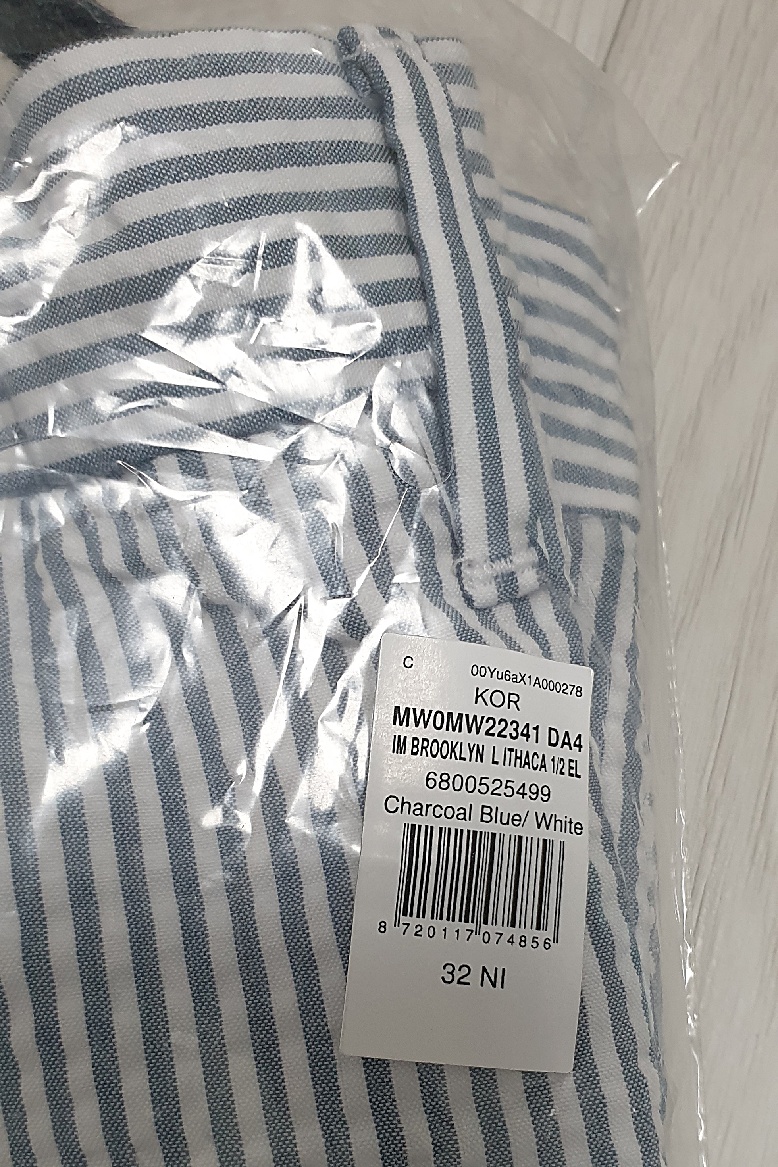 C 00Yu6aX1A000278
KOR
MW0MW22341 DA4
IM BROOKLYN L ITHACA 1/2 EL
6800525499
Charcoal Blue/ White
8 720117 074856
32 NI